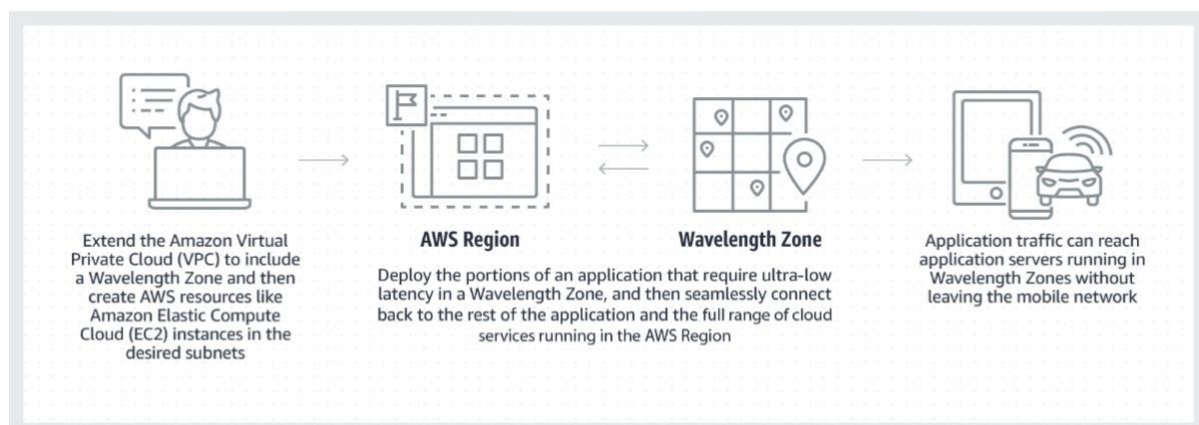 Extend the Amazon Virtual
Private Cloud (VPC) to include
a Wavelength Zone and then
create AWS resources like
Amazon Elastic Compute
Cloud (EC2) instances in the
desired subnets
AWS Region
Wavelength Zone
Deploy the portions of an application that require ultra-low
latency in a Wavelength Zone, and then seamlessly connect
back to the rest of the application and the full range of cloud
services running in the AWS Region
Application traffic can reach
application servers running in
Wavelength Zones without
leaving the mobile network